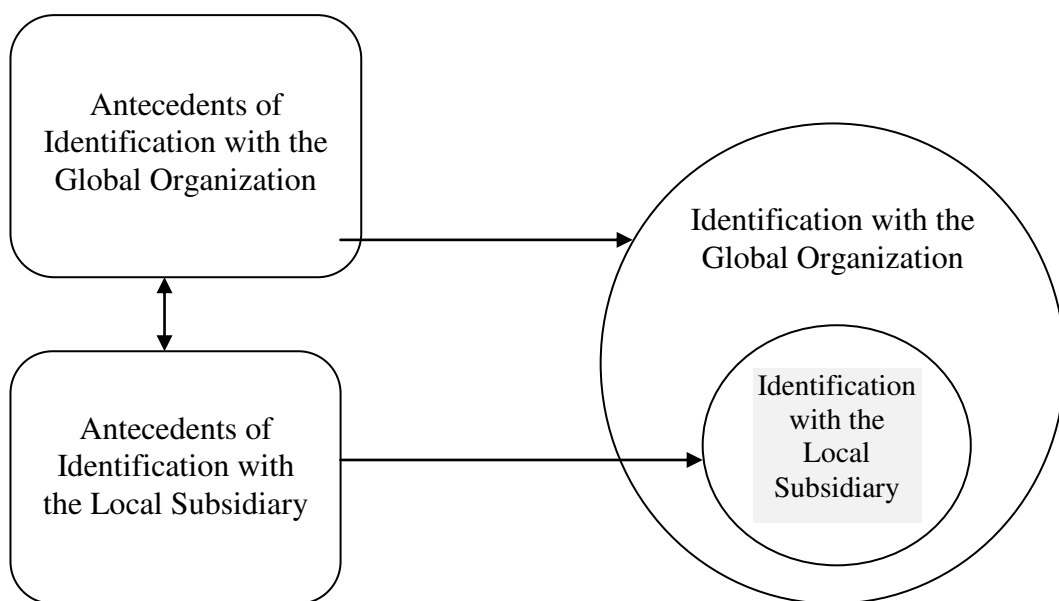 Antecedents of
Identification with the
Global Organization
Identification with the
Global Organization
Antecedents of
Identification with
the Local Subsidiary
Identification
with the
Local
Subsidiary